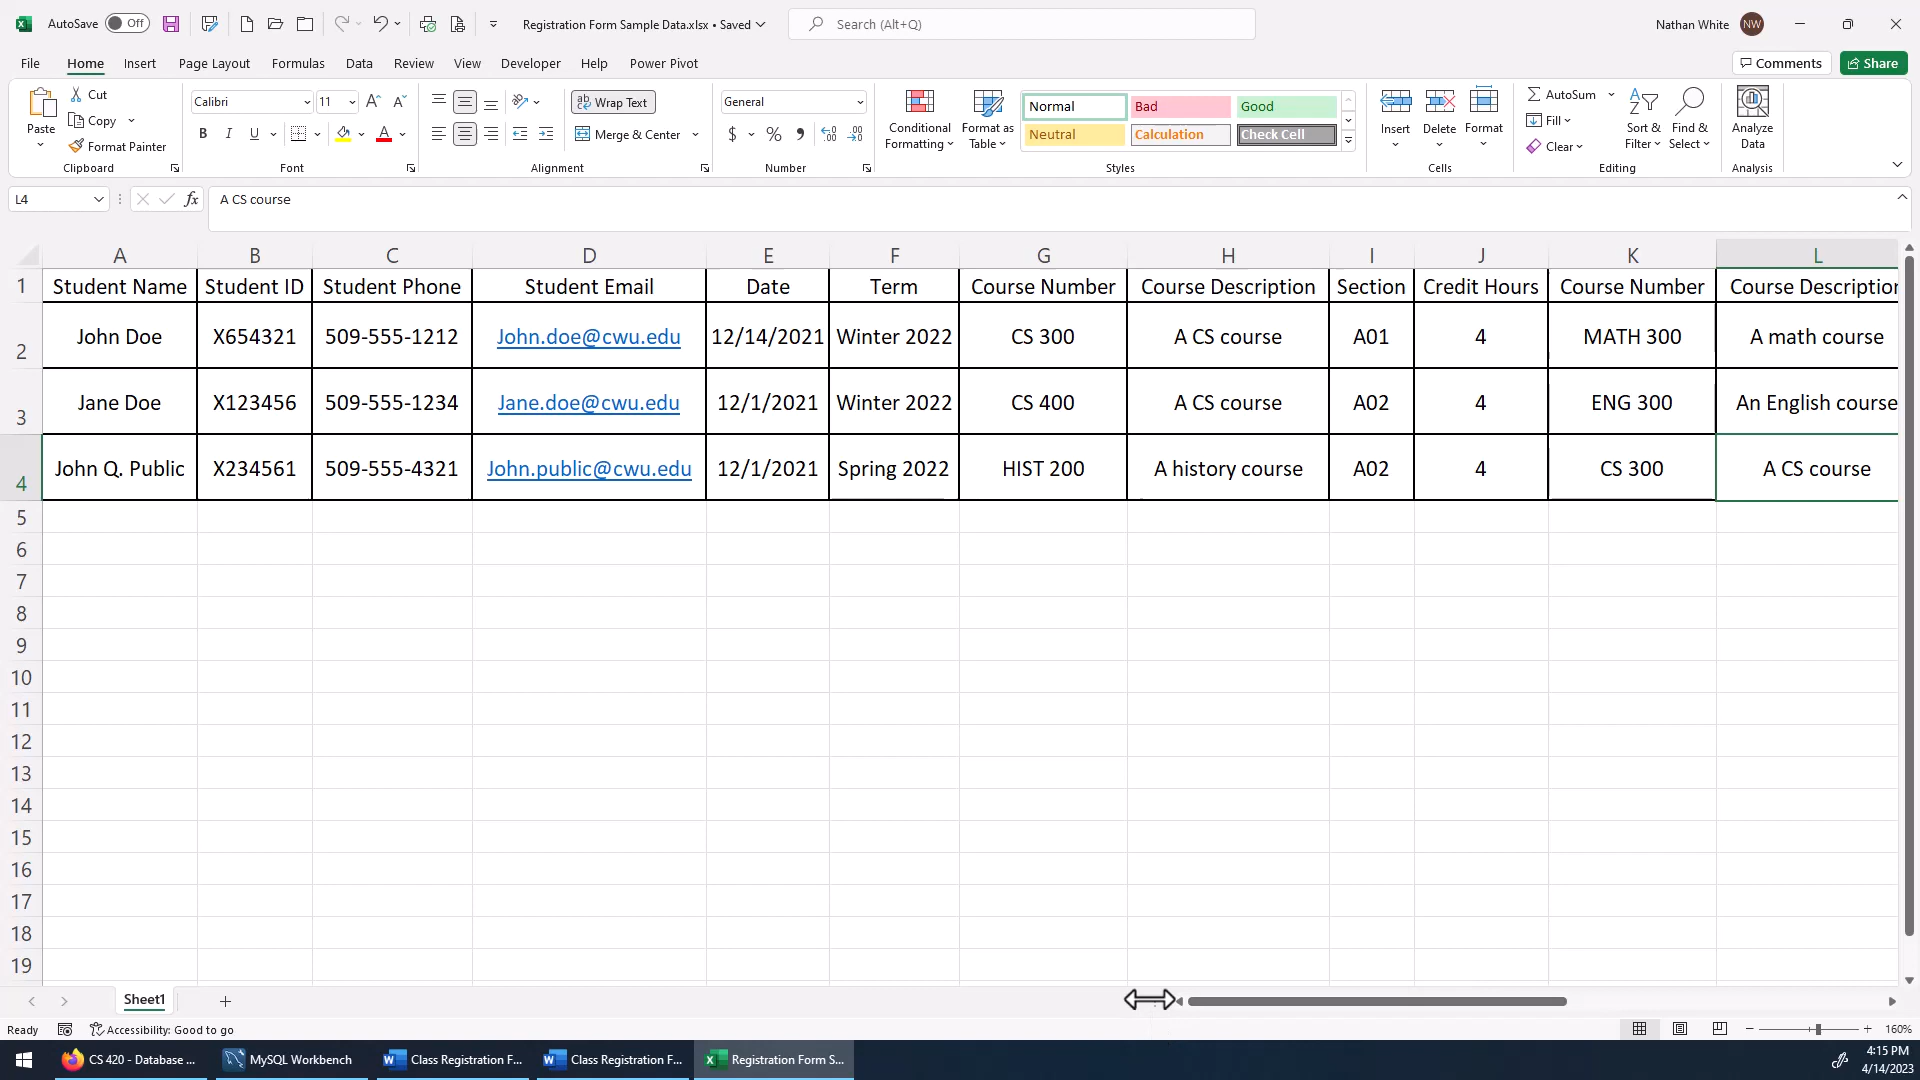 AutoSave Off Registration Form Sample Data.xlsx • Saved Search (Alt+Q) Nathan White NW
File Home Insert Page Layout Formulas Data Review View Developer Help Power Pivot Comments Share
Paste Cut Copy Format Painter Clipboard
Calibri 11 B I U A Font
ab Wrap Text Merge & Center Alignment
General $ % , Number
Conditional Formatting Format as Table Normal Bad Good Neutral Calculation Check Cell Styles
Insert Delete Format Cells
AutoSum Fill Clear Sort & Filter Find & Select Editing
Analyze Data Analysis
L4 fx A CS course
A B C D E F G H I J K L
1 Student Name Student ID Student Phone Student Email Date Term Course Number Course Description Section Credit Hours Course Number Course Description
2 John Doe X654321 509-555-1212 John.doe@cwu.edu 12/14/2021 Winter 2022 CS 300 A CS course A01 4 MATH 300 A math course
3 Jane Doe X123456 509-555-1234 Jane.doe@cwu.edu 12/1/2021 Winter 2022 CS 400 A CS course A02 4 ENG 300 An English course
4 John Q. Public X234561 509-555-4321 John.public@cwu.edu 12/1/2021 Spring 2022 HIST 200 A history course A02 4 CS 300 A CS course
5
6
7
8
9
10
11
12
13
14
15
16
17
18
19
Sheet1
Ready Accessibility: Good to go 160%
CS 420 - Database ... MySQL Workbench Class Registration F... Class Registration F... Registration Form S... 4:15 PM
4/14/2023